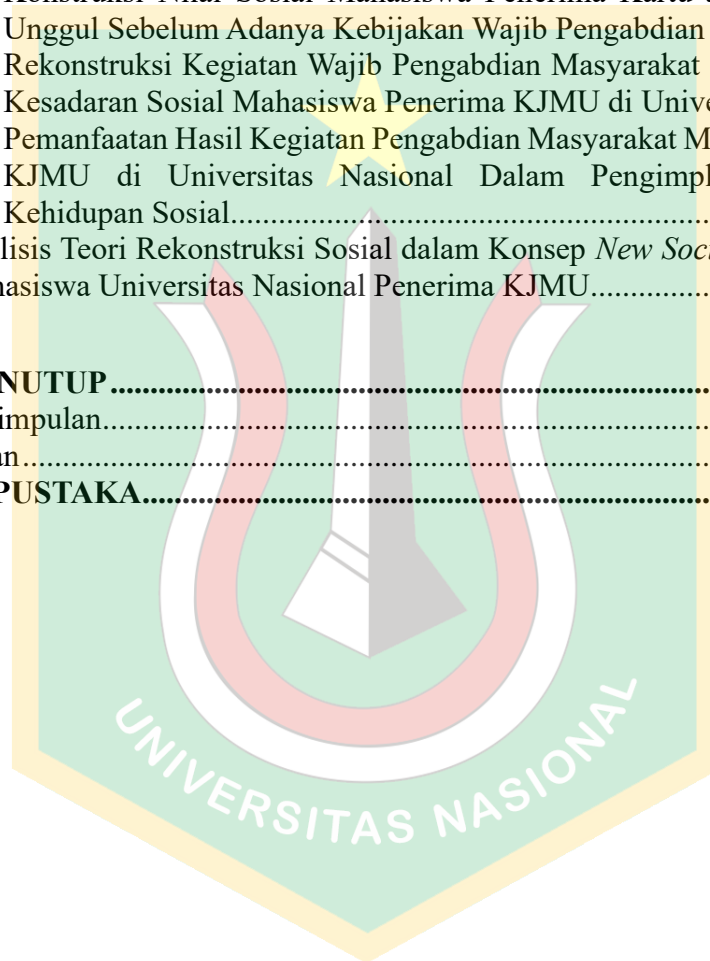 Unggul Sebelum Adanya Kebijakan Wajib Pengabdian
Rekonstruksi Kegiatan Wajib Pengabdian Masyarakat
Kesadaran Sosial Mahasiswa Penerima KJMU di Unive
Pemanfaatan Hasil Kegiatan Pengabdian Masyarakat M
KJMU di Universitas Nasional Dalam Pengimpl
Kehidupan Sosial................................................................
lisis Teori Rekonstruksi Sosial dalam Konsep New Soci
hasiswa Universitas Nasional Penerima KJMU................
NUTUP................................................................
impulan................................................................
an................................................................
PUSTAKA................................................................
UNIVERSITAS NASIONAL